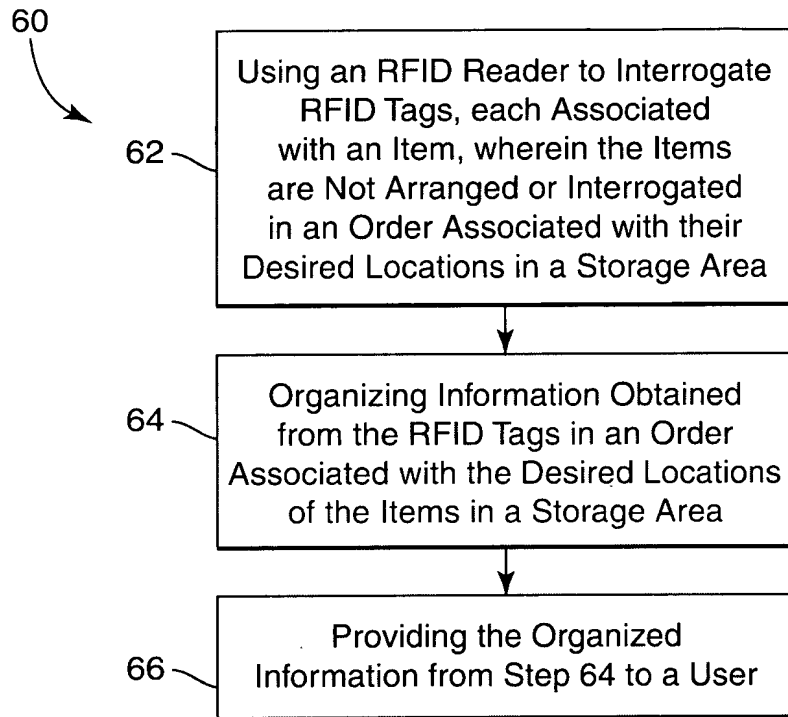 60
62
Using an RFID Reader to Interrogate
RFID Tags, each Associated
with an Item, wherein the Items
are Not Arranged or Interrogated
in an Order Associated with their
Desired Locations in a Storage Area
64
Organizing Information Obtained
from the RFID Tags in an Order
Associated with the Desired Locations
of the Items in a Storage Area
66
Providing the Organized
Information from Step 64 to a User